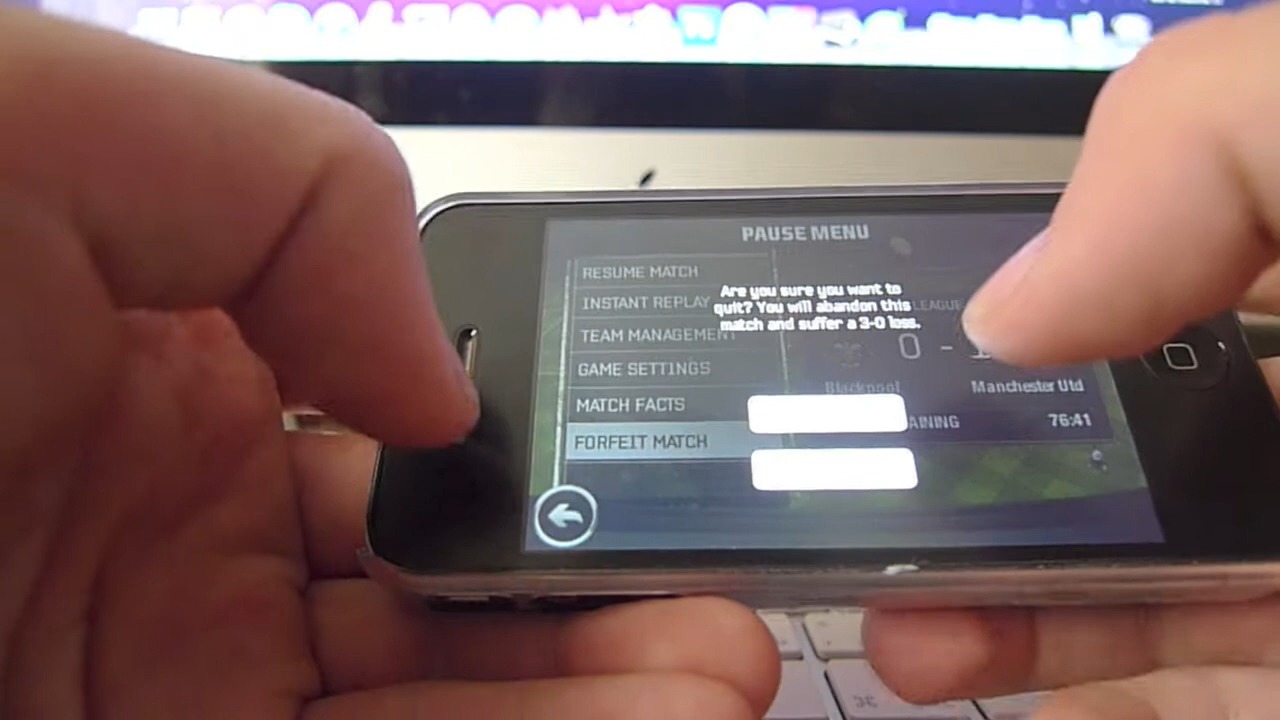 PAUSE MENU
RESUME MATCH
INSTANT REPLAY
TEAM MANAGEMENT
GAME SETTINGS
MATCH FACTS
FORFEIT MATCH
Are you sure you want to
quit? You will abandon this
match and suffer a 3-0 loss.
LEAGUE
0 -
Blackpool
Manchester Utd
AINING
76:41
⌘